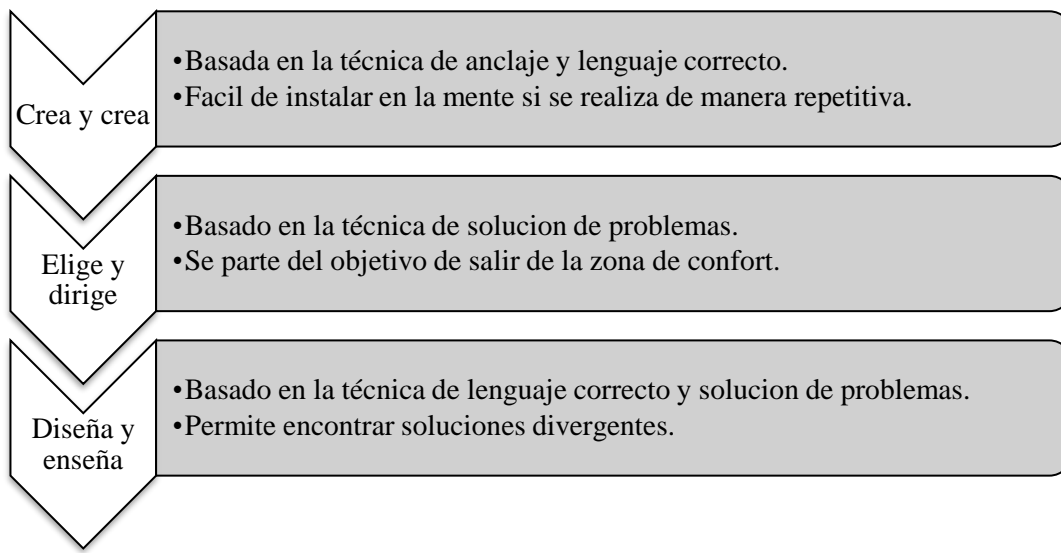 Crea y crea
•Basada en la técnica de anclaje y lenguaje correcto.
•Facil de instalar en la mente si se realiza de manera repetitiva.
Elige y
dirige
•Basado en la técnica de solucion de problemas.
•Se parte del objetivo de salir de la zona de confort.
Diseña y
enseña
•Basado en la técnica de lenguaje correcto y solucion de problemas.
•Permite encontrar soluciones divergentes.